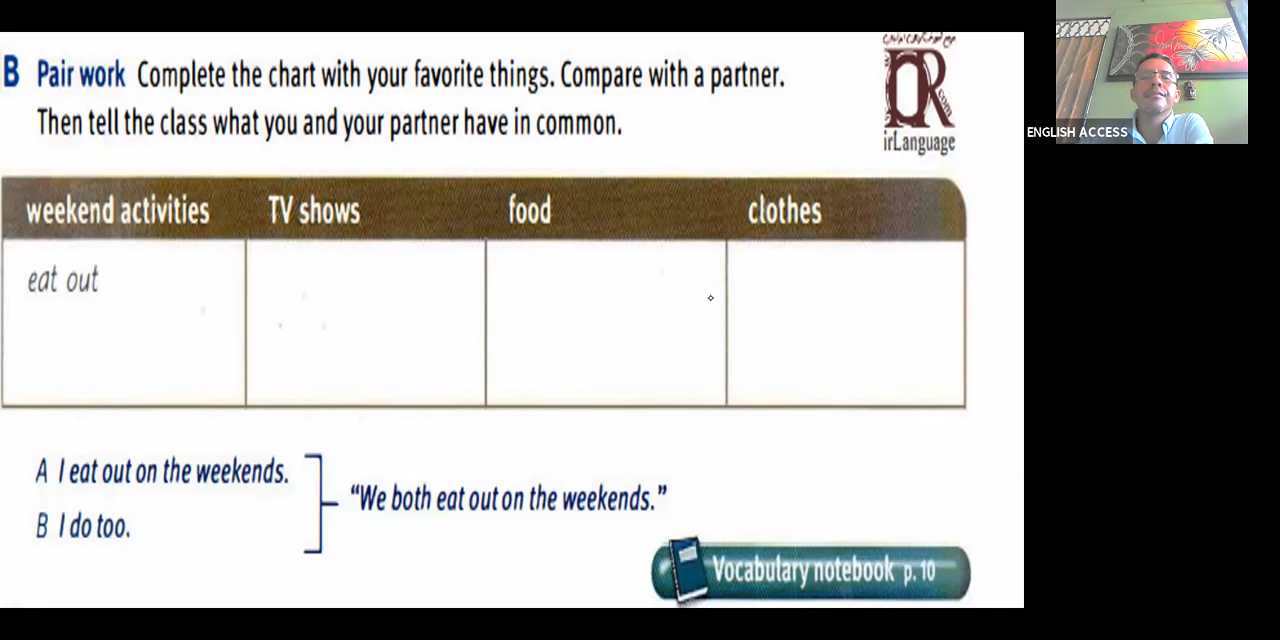 B Pair work Complete the chart with your favorite things. Compare with a partner.
Then tell the class what you and your partner have in common.
irLanguage
.com
ENGLISH ACCESS
weekend activities TV shows food clothes
eat out
A I eat out on the weekends.
B I do too.
“We both eat out on the weekends.”
Vocabulary notebook p. 10